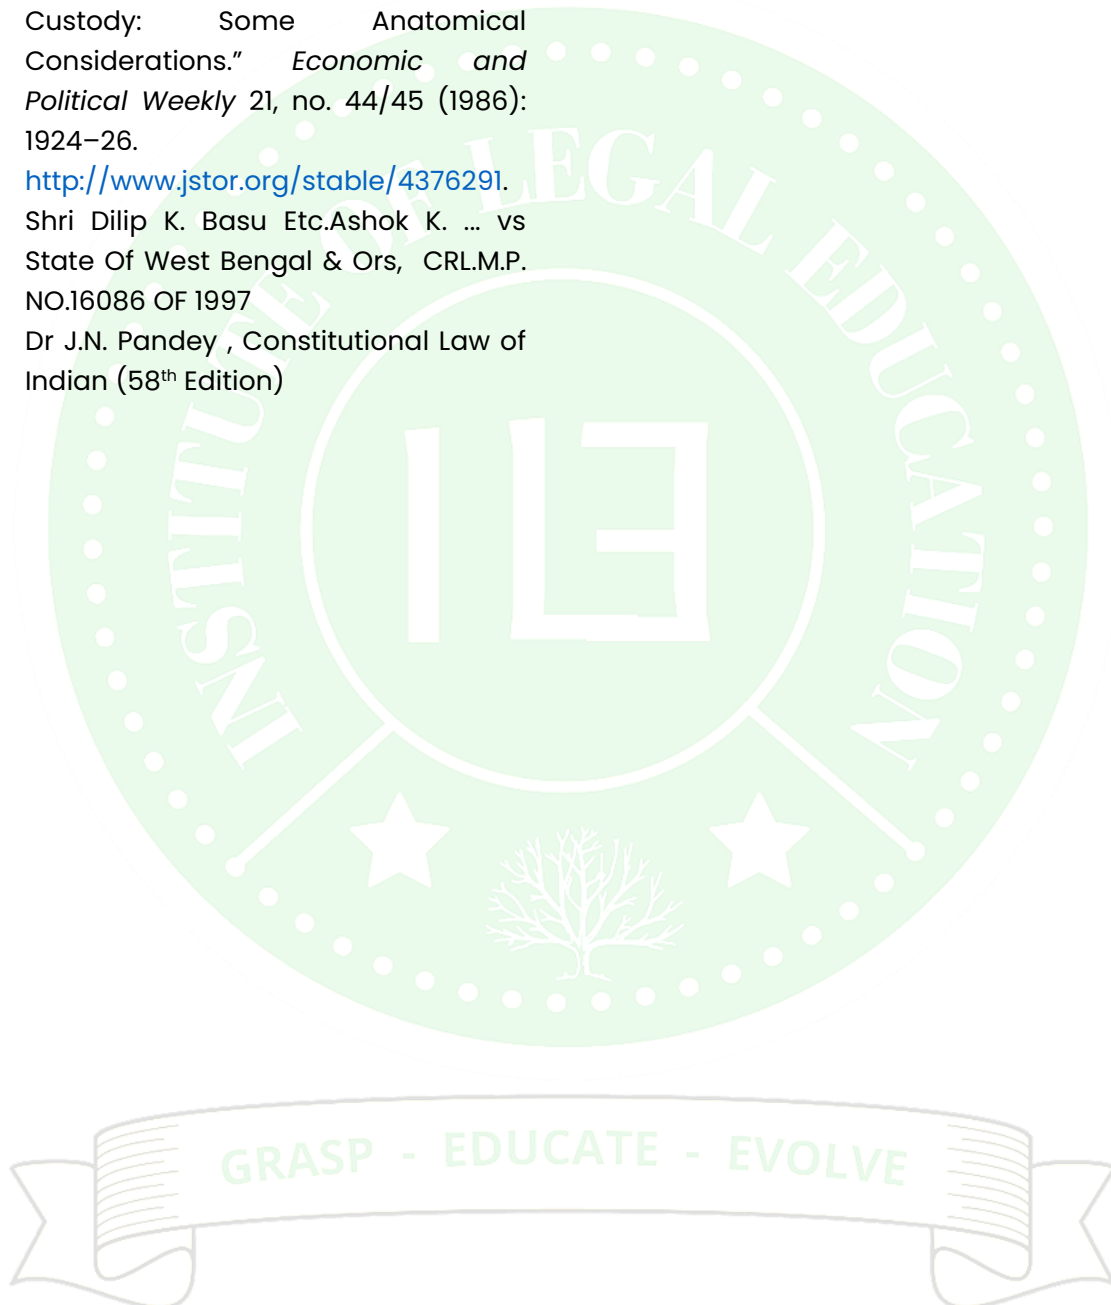 Custody: Some Anatomical
Considerations.” Economic and
Political Weekly 21, no. 44/45 (1986):
1924–26.
http://www.jstor.org/stable/4376291.
Shri Dilip K. Basu Etc.Ashok K. ... vs
State Of West Bengal & Ors, CRL.M.P.
NO.16086 OF 1997
Dr J.N. Pandey , Constitutional Law of
Indian (58th Edition)
INSTITUTE OF LEGAL EDUCATION
ILE
GRASP - EDUCATE - EVOLVE